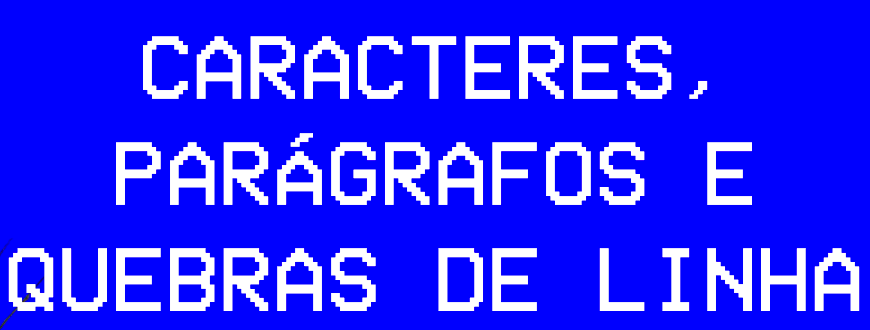 CARACTERES,
PARÁGRAFOS E
QUEBRAS DE LINHA